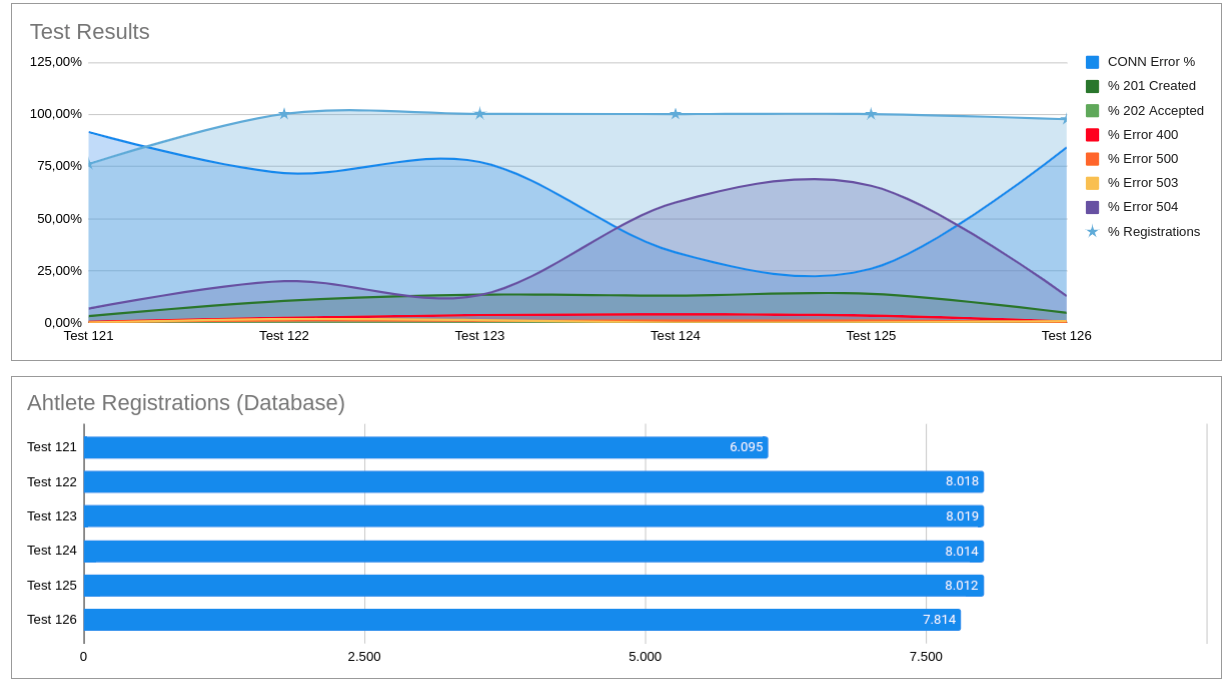 Test Results
125,00%
100,00%
75,00%
50,00%
25,00%
0,00%
Test 121 Test 122 Test 123 Test 124 Test 125 Test 126
CONN Error %
% 201 Created
% 202 Accepted
% Error 400
% Error 500
% Error 503
% Error 504
% Registrations
Ahtlete Registrations (Database)
Test 121 6.095
Test 122 8.018
Test 123 8.019
Test 124 8.014
Test 125 8.012
Test 126 7.814
0 2.500 5.000 7.500